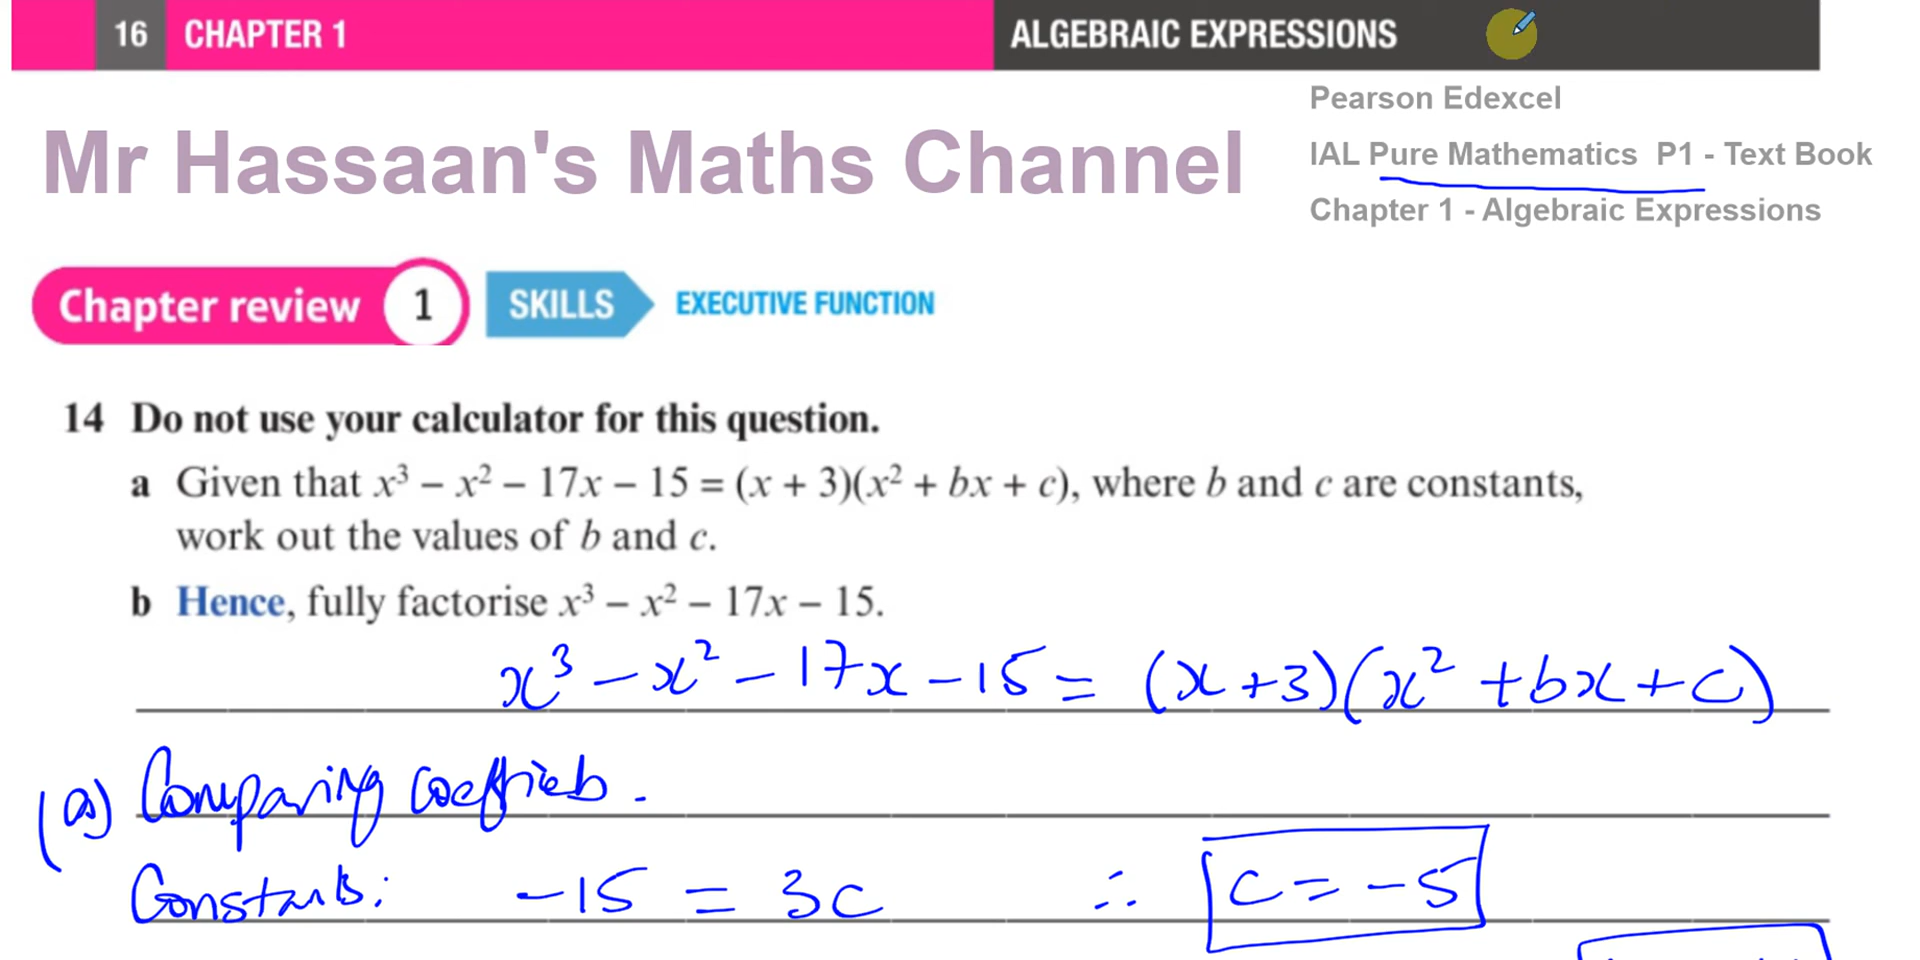 16 CHAPTER 1 ALGEBRAIC EXPRESSIONS
Pearson Edexcel
Mr Hassaan's Maths Channel
IAL Pure Mathematics P1 - Text Book
Chapter 1 - Algebraic Expressions
Chapter review 1 SKILLS EXECUTIVE FUNCTION
14 Do not use your calculator for this question.
a Given that x³ − x² − 17x − 15 = (x + 3)(x² + bx + c), where b and c are constants,
work out the values of b and c.
b Hence, fully factorise x³ − x² − 17x − 15.
x³ − x² − 17x − 15 = (x+3)(x² + bx + c)
(a) Comparing
Constants: −15 = 3c ∴ c = −5